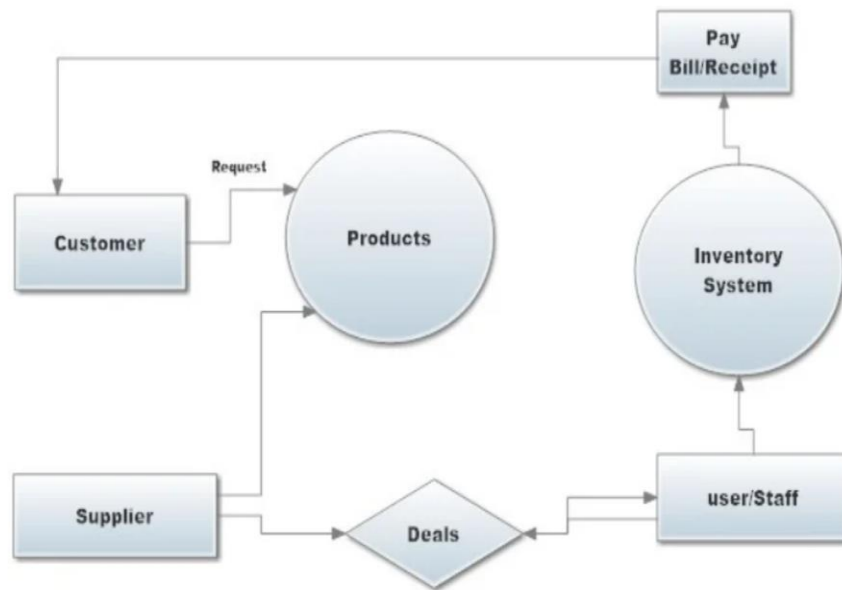 Pay
Bill/Receipt
Request
Customer
Products
Inventory
System
Supplier
Deals
user/Staff